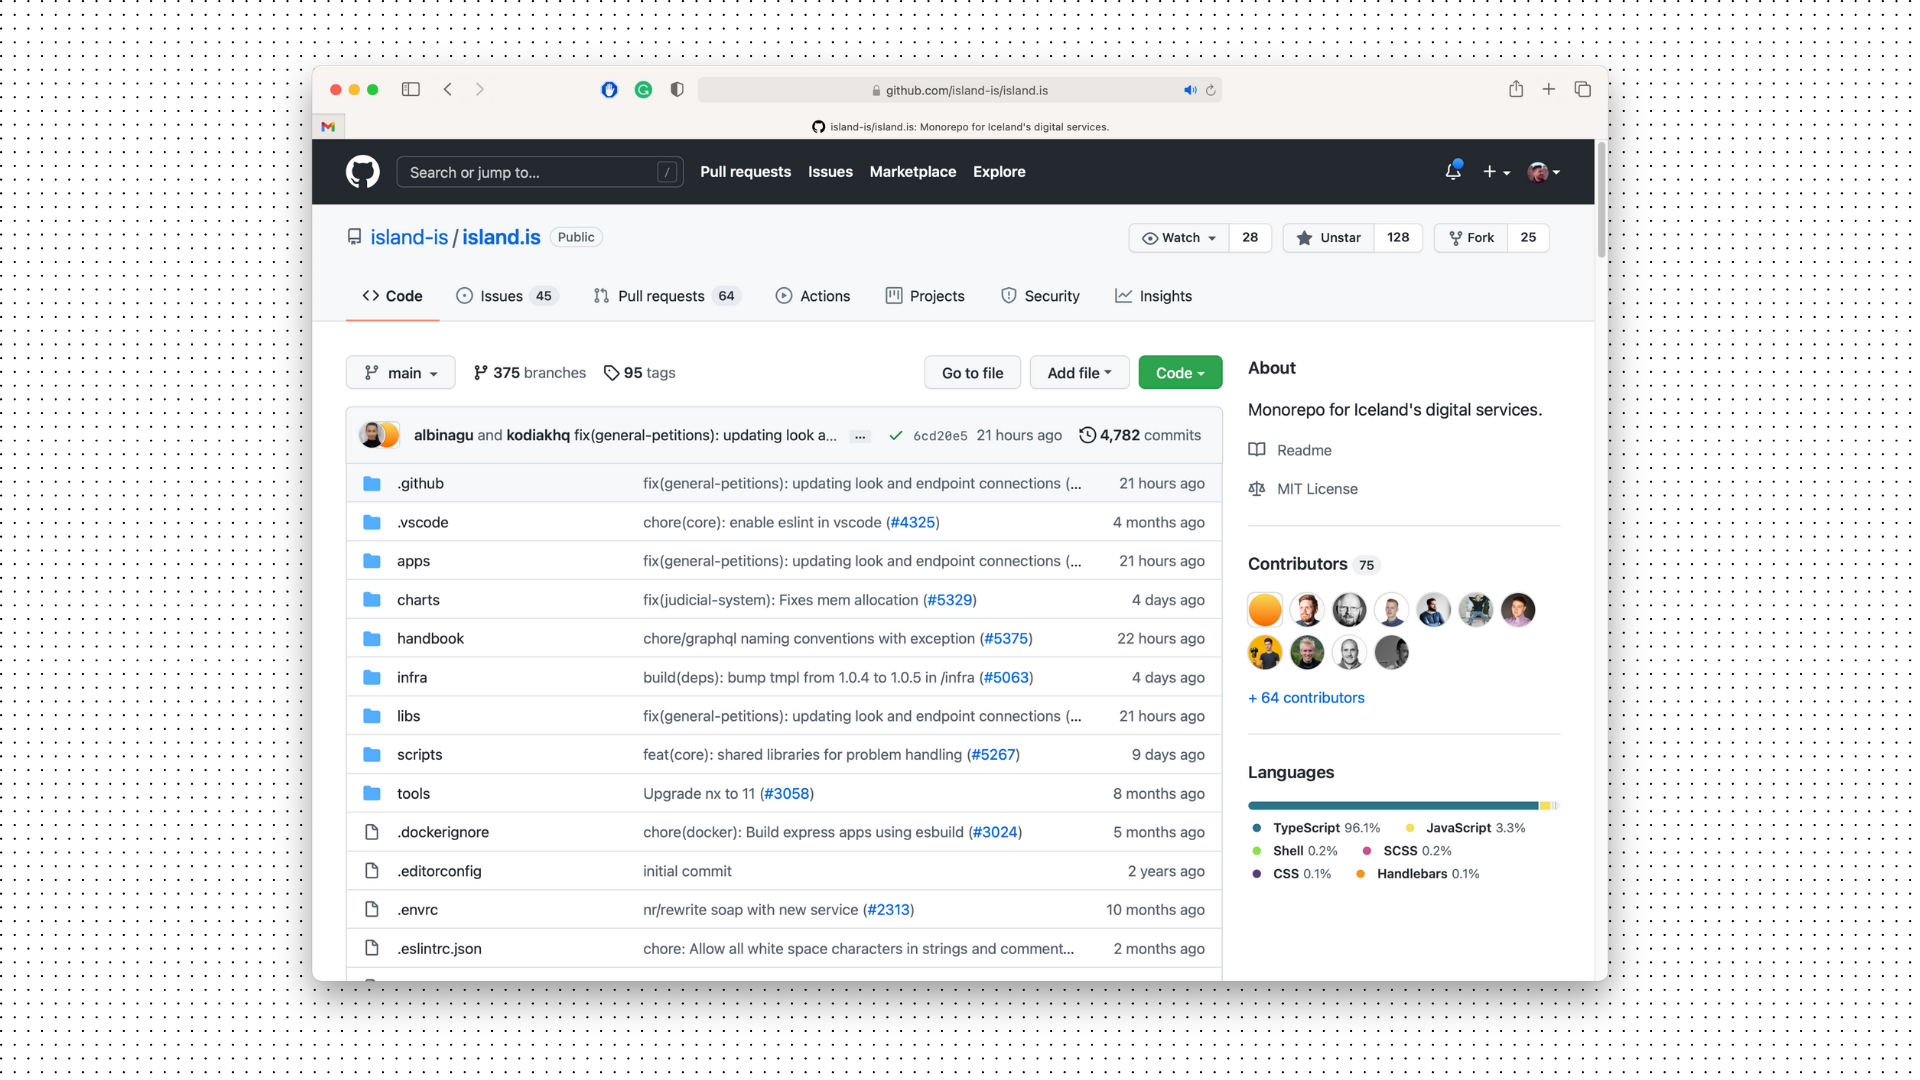 github.com/island-is/island.is
island-is/island.is: Monorepo for Iceland's digital services.
Search or jump to... /
Pull requests Issues Marketplace Explore
island-is / island.is Public
Watch 28 Unstar 128 Fork 25
Code Issues 45 Pull requests 64 Actions Projects Security Insights
main 375 branches 95 tags Go to file Add file Code
albinagu and kodiakhq fix(general-petitions): updating look a... ... 6cd20e5 21 hours ago 4,782 commits
.github fix(general-petitions): updating look and endpoint connections (... 21 hours ago
.vscode chore(core): enable eslint in vscode (#4325) 4 months ago
apps fix(general-petitions): updating look and endpoint connections (... 21 hours ago
charts fix(judicial-system): Fixes mem allocation (#5329) 4 days ago
handbook chore/graphql naming conventions with exception (#5375) 22 hours ago
infra build(deps): bump tmpl from 1.0.4 to 1.0.5 in /infra (#5063) 4 days ago
libs fix(general-petitions): updating look and endpoint connections (... 21 hours ago
scripts feat(core): shared libraries for problem handling (#5267) 9 days ago
tools Upgrade nx to 11 (#3058) 8 months ago
.dockerignore chore(docker): Build express apps using esbuild (#3024) 5 months ago
.editorconfig initial commit 2 years ago
.envrc nr/rewrite soap with new service (#2313) 10 months ago
.eslintrc.json chore: Allow all white space characters in strings and comment... 2 months ago
About
Monorepo for Iceland's digital services.
Readme
MIT License
Contributors 75
+ 64 contributors
Languages
TypeScript 96.1% JavaScript 3.3%
Shell 0.2% SCSS 0.2%
CSS 0.1% Handlebars 0.1%